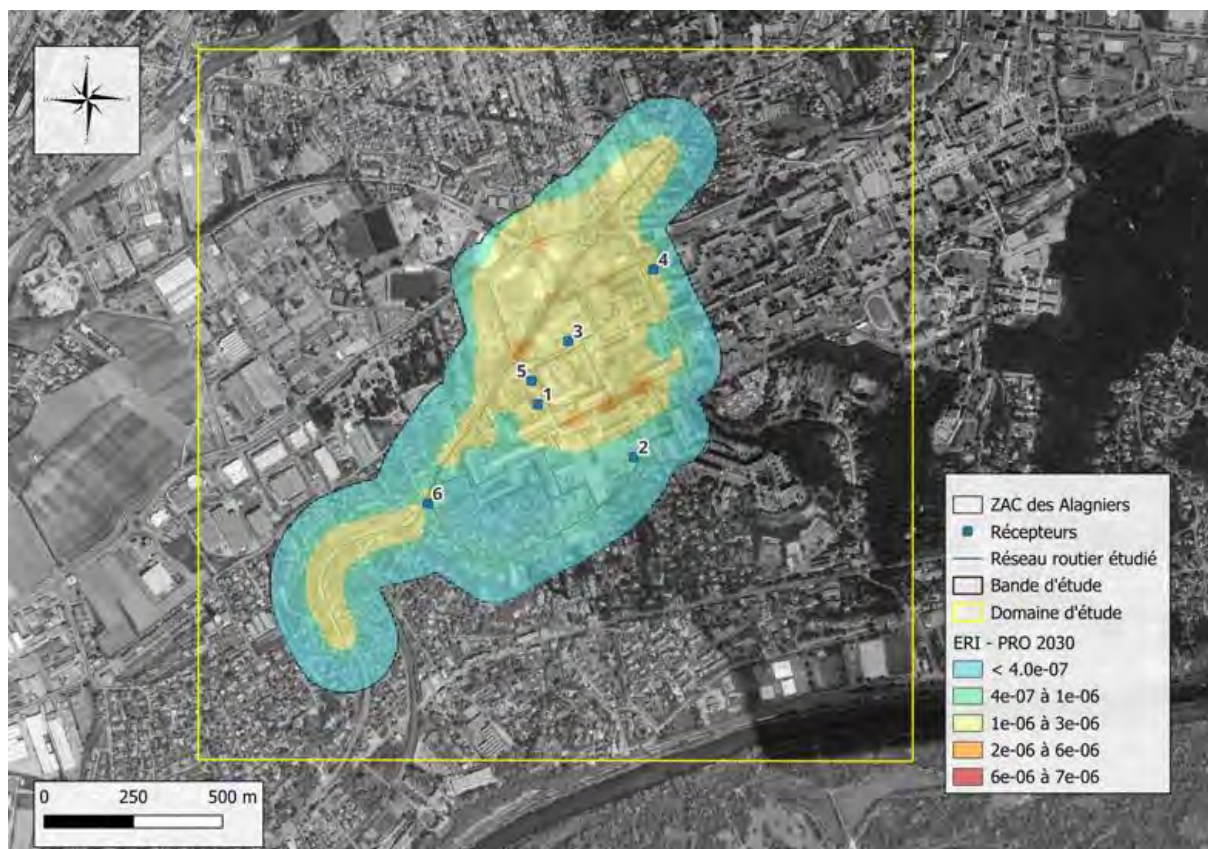 N
4
3
5
1
2
6
ZAC des Alagniers
Récepteurs
Réseau routier étudié
Bande d'étude
Domaine d'étude
ERI - PRO 2030
< 4.0e-07
4e-07 à 1e-06
1e-06 à 3e-06
2e-06 à 6e-06
6e-06 à 7e-06
0 250 500 m